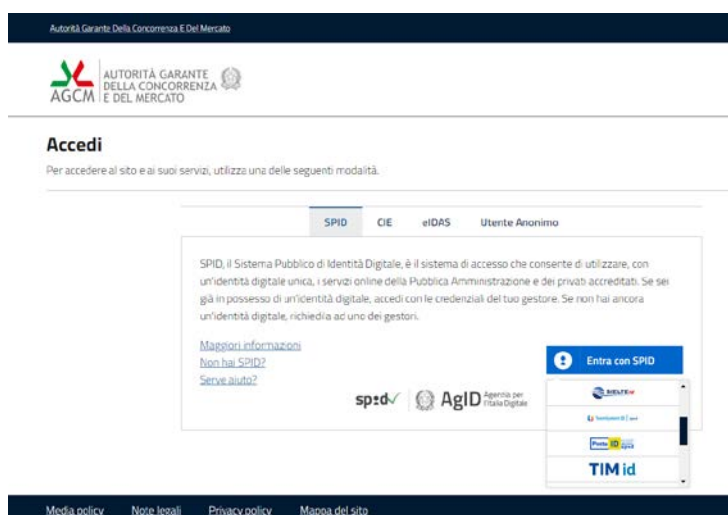 Autorità Garante Della Concorrenza E Del Mercato
AGCM
AUTORITÀ GARANTE
DELLA CONCORRENZA
E DEL MERCATO
Accedi
Per accedere al sito e ai suoi servizi, utilizza una delle seguenti modalità.
SPID CIE eIDAS Utente Anonimo
SPID, il Sistema Pubblico di Identità Digitale, è il sistema di accesso che consente di utilizzare, con
un'identità digitale unica, i servizi online della Pubblica Amministrazione e dei privati accreditati. Se sei
già in possesso di un'identità digitale, accedi con le credenziali del tuo gestore. Se non hai ancora
un'identità digitale, richiedila ad uno dei gestori.
Maggiori informazioni
Non hai SPID?
Serve aiuto?
Entra con SPID
sp:d AgID Agenzia per
l'Italia Digitale
SIELTE id
Poste ID
TIM id
Media policy Note legali Privacy policy Mappa del sito